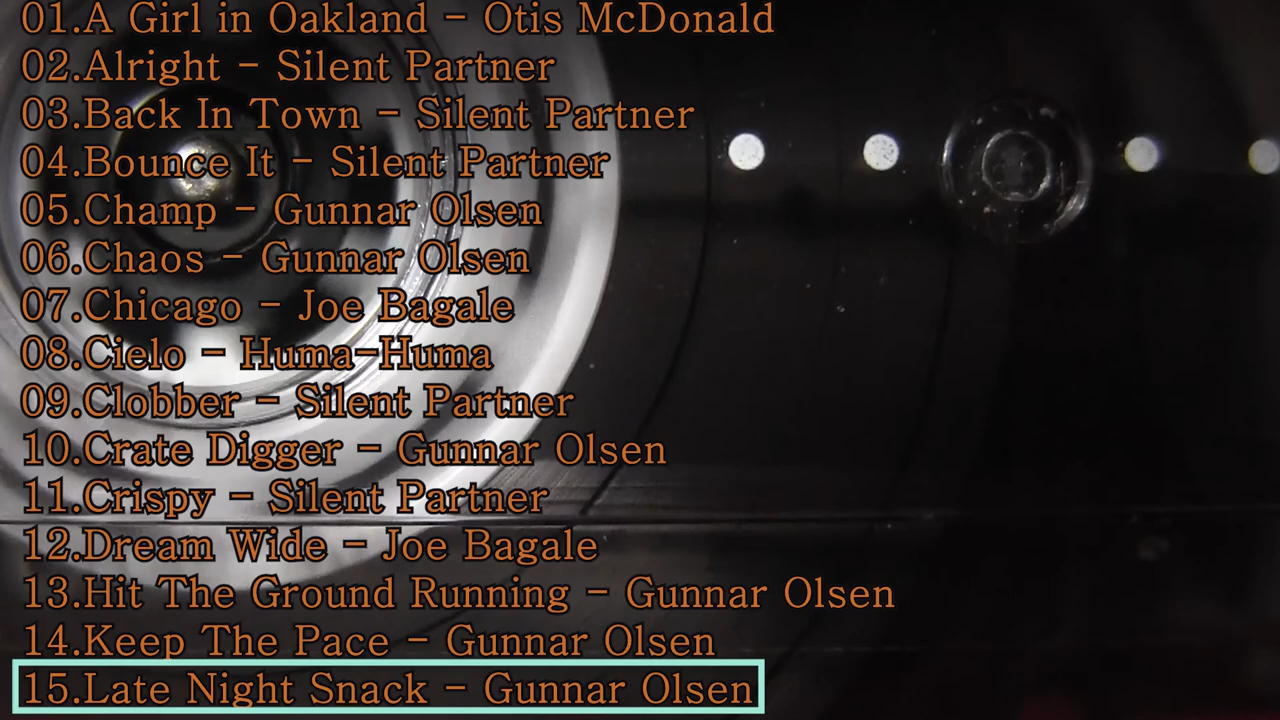 01.A Girl in Oakland - Otis McDonald
02.Alright - Silent Partner
03.Back In Town - Silent Partner
04.Bounce It - Silent Partner
05.Champ - Gunnar Olsen
06.Chaos - Gunnar Olsen
07.Chicago - Joe Bagale
08.Cielo - Huma-Huma
09.Clobber - Silent Partner
10.Crate Digger - Gunnar Olsen
11.Crispy - Silent Partner
12.Dream Wide - Joe Bagale
13.Hit The Ground Running - Gunnar Olsen
14.Keep The Pace - Gunnar Olsen
15.Late Night Snack - Gunnar Olsen